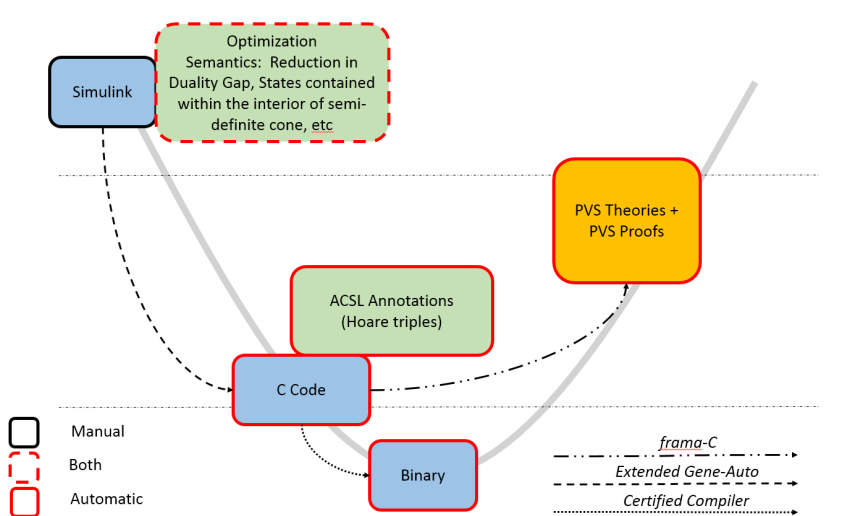 Optimization
Semantics: Reduction in
Duality Gap, States contained
within the interior of semi-
definite cone, etc
Simulink
PVS Theories +
PVS Proofs
ACSL Annotations
(Hoare triples)
C Code
Manual
Both
Automatic
Binary
frama-C
Extended Gene-Auto
Certified Compiler